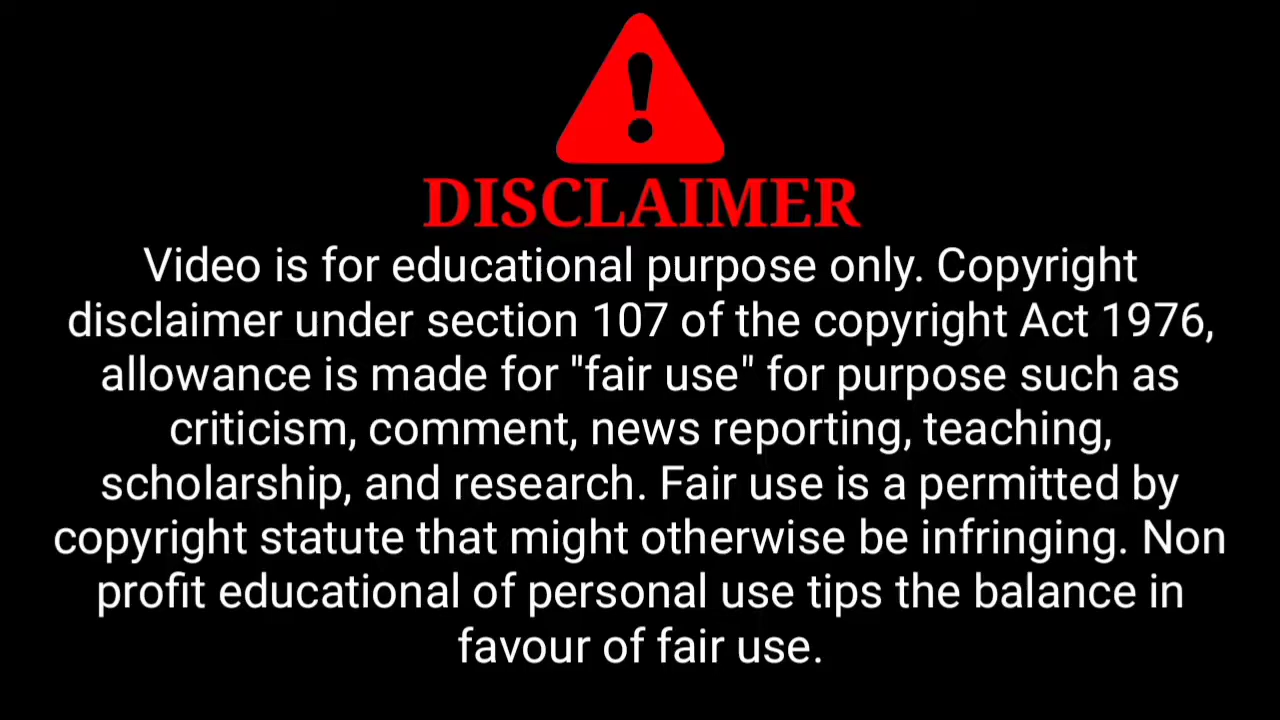 DISCLAIMER
Video is for educational purpose only. Copyright
disclaimer under section 107 of the copyright Act 1976,
allowance is made for "fair use" for purpose such as
criticism, comment, news reporting, teaching,
scholarship, and research. Fair use is a permitted by
copyright statute that might otherwise be infringing. Non
profit educational of personal use tips the balance in
favour of fair use.